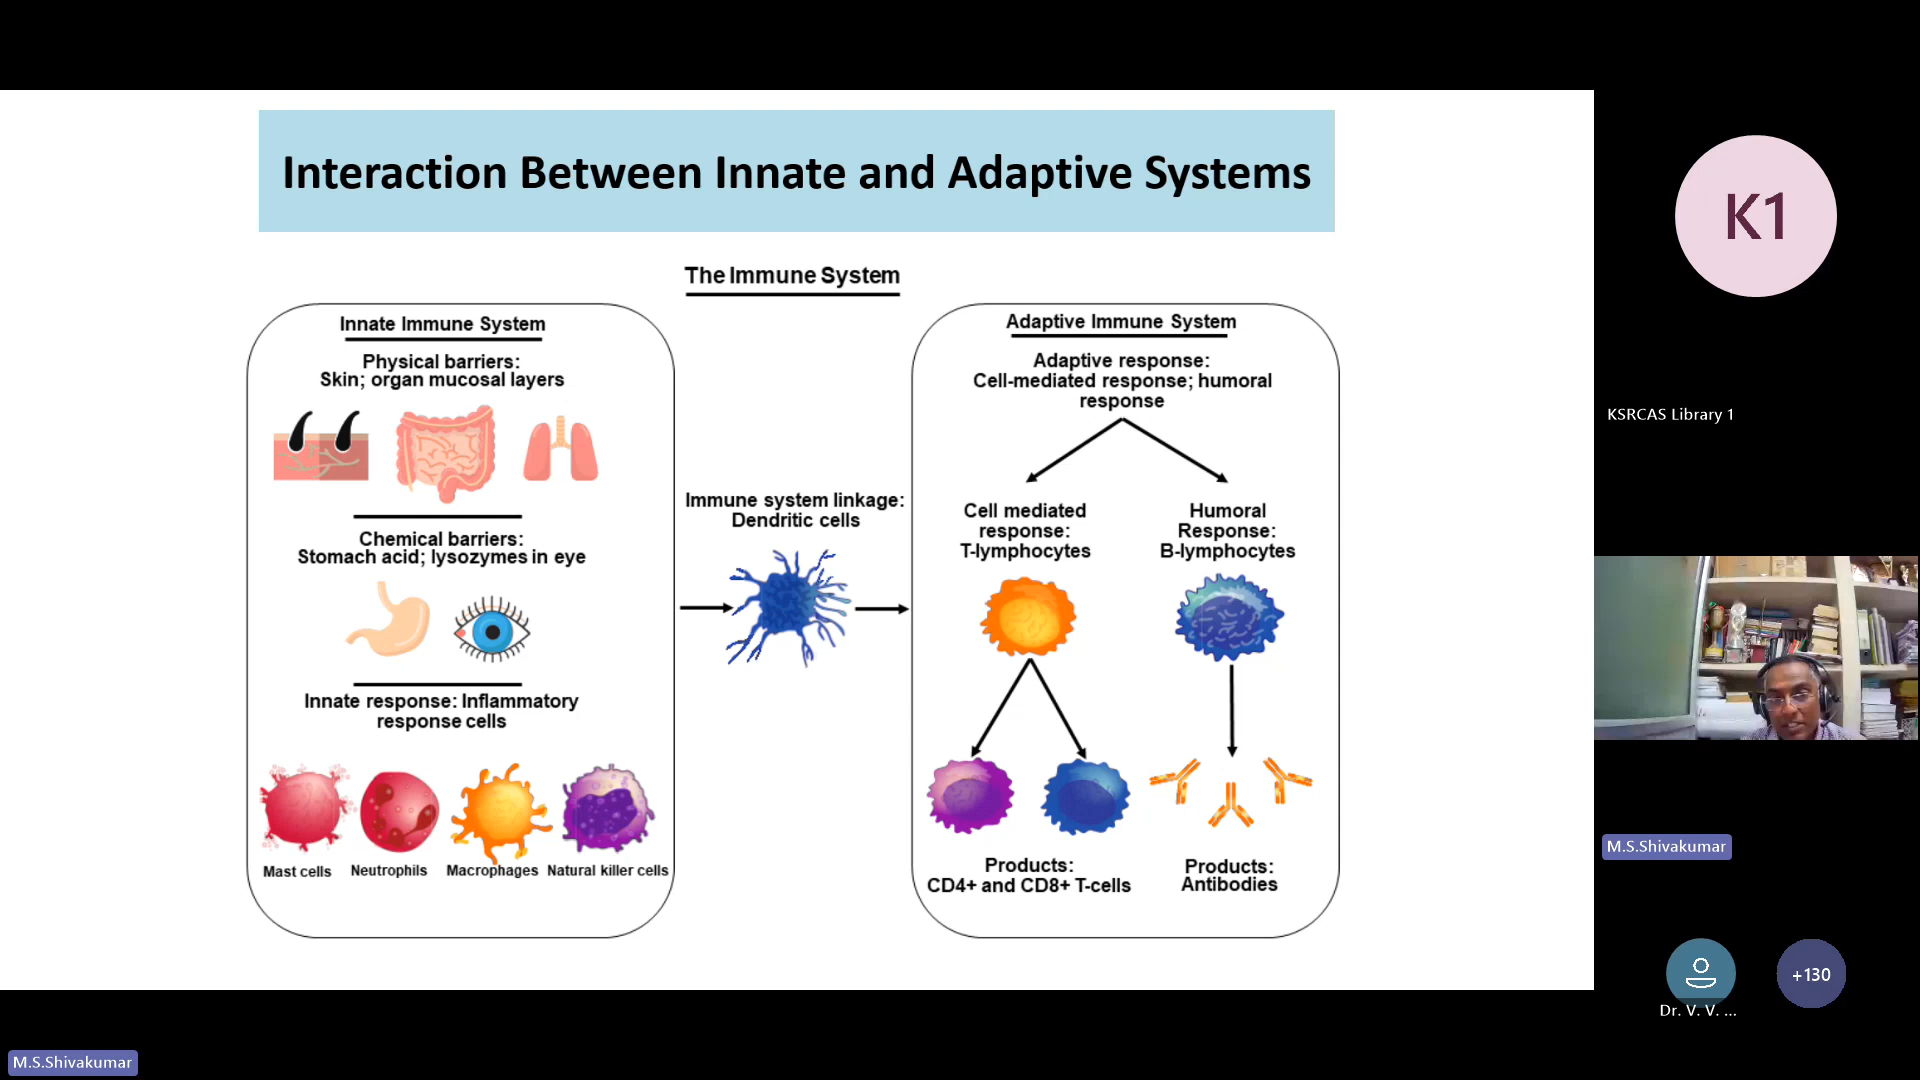 Interaction Between Innate and Adaptive Systems
The Immune System
Innate Immune System
Physical barriers:
Skin; organ mucosal layers
Chemical barriers:
Stomach acid; lysozymes in eye
Innate response: Inflammatory
response cells
Mast cells
Neutrophils
Macrophages
Natural killer cells
Immune system linkage:
Dendritic cells
Adaptive Immune System
Adaptive response:
Cell-mediated response; humoral
response
Cell mediated
response:
T-lymphocytes
Humoral
Response:
B-lymphocytes
Products:
CD4+ and CD8+ T-cells
Products:
Antibodies
K1
KSRCAS Library 1
M.S.Shivakumar
Dr. V. V. ...
+130
M.S.Shivakumar